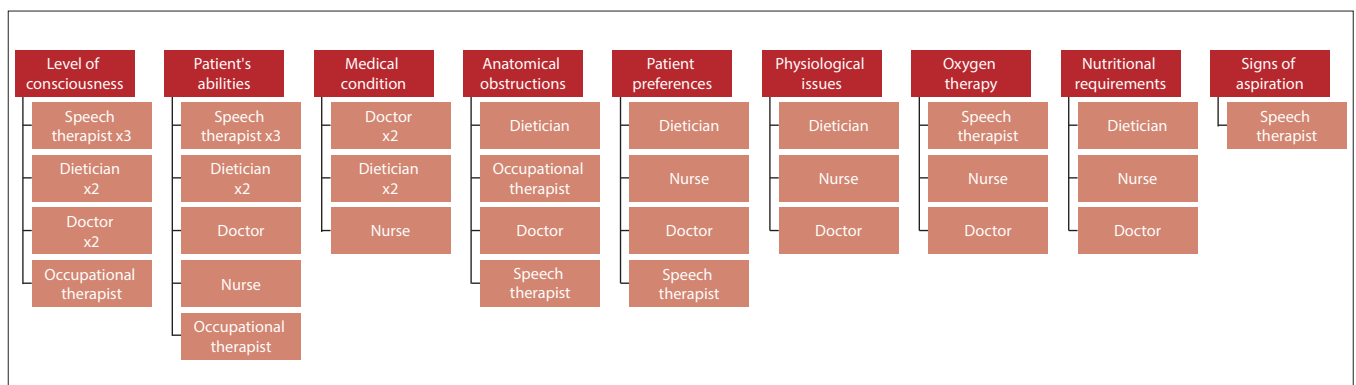 Level of
consciousness
Speech
therapist x3
Dietician
x2
Doctor
x2
Occupational
therapist
Patient's
abilities
Speech
therapist x3
Dietician
x2
Doctor
Nurse
Occupational
therapist
Medical
condition
Doctor
x2
Dietician
x2
Nurse
Anatomical
obstructions
Dietician
Occupational
therapist
Doctor
Speech
therapist
Patient
preferences
Dietician
Nurse
Doctor
Speech
therapist
Physiological
issues
Dietician
Nurse
Doctor
Oxygen
therapy
Speech
therapist
Nurse
Doctor
Nutritional
requirements
Dietician
Nurse
Doctor
Signs of
aspiration
Speech
therapist